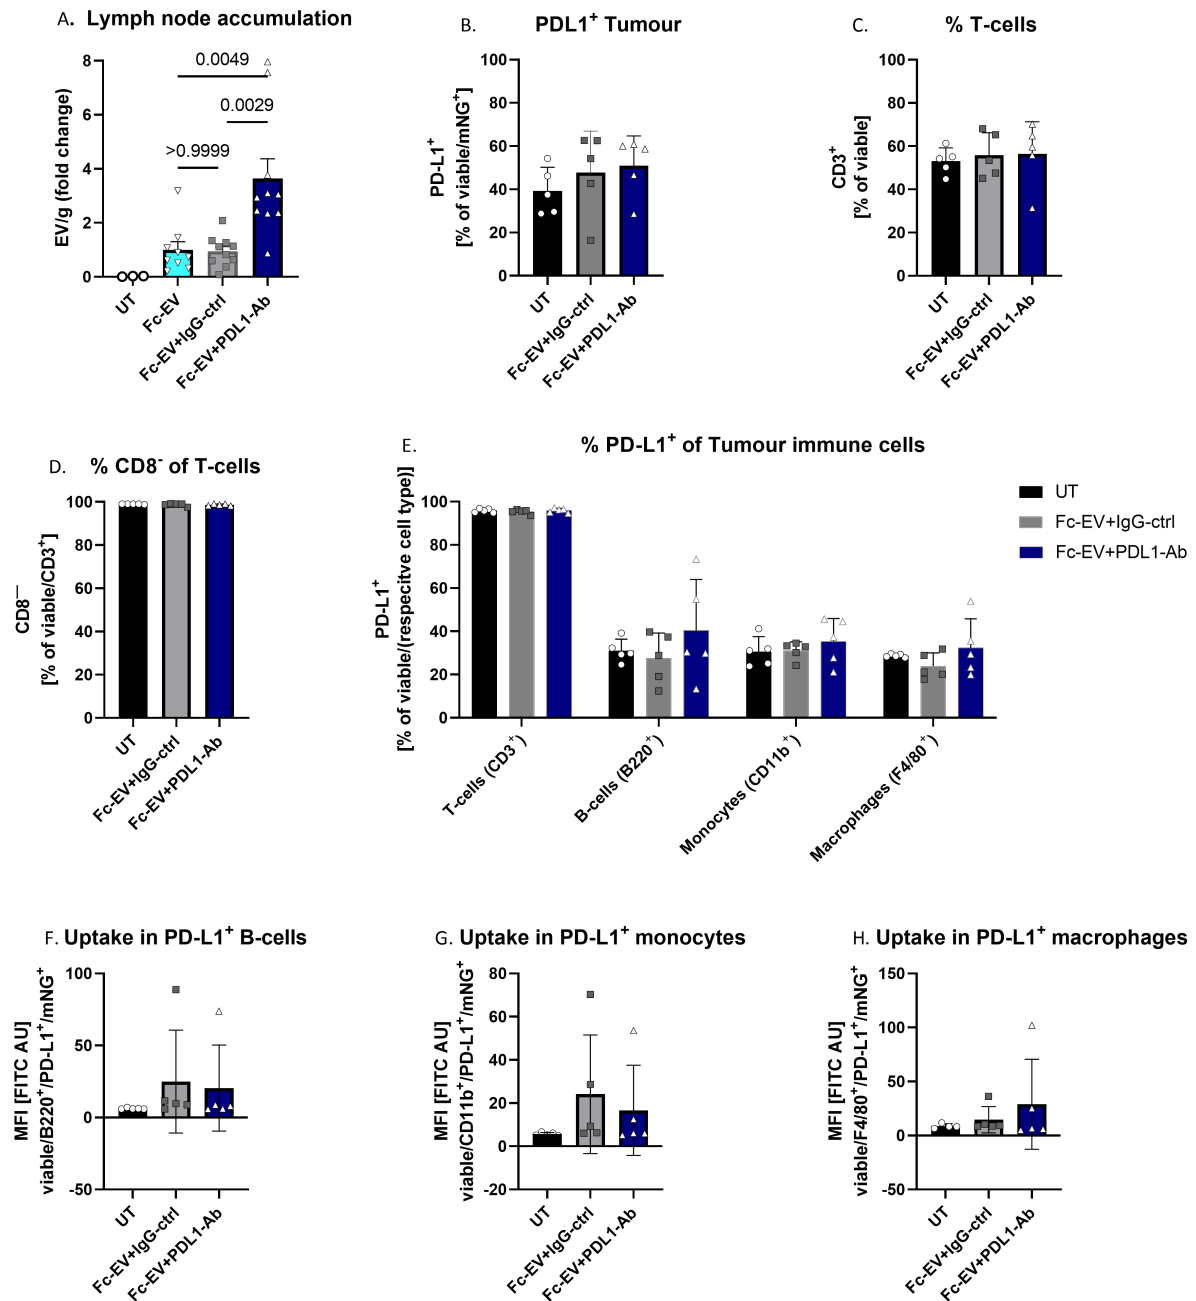 A. Lymph node accumulation
EV/g (fold change)
8
6
4
2
0
0.0049
0.0029
>0.9999
UT
Fc-EV
Fc-EV+IgG-ctrl
Fc-EV+PDL1-Ab
B. PDL1+ Tumour
PD-L1+
[% of viable/mNG+]
100
80
60
40
20
0
UT
Fc-EV+IgG-ctrl
Fc-EV+PDL1-Ab
C. % T-cells
CD3+
[% of viable]
100
80
60
40
20
0
UT
Fc-EV+IgG-ctrl
Fc-EV+PDL1-Ab
D. % CD8- of T-cells
CD8—
[% of viable/CD3+]
100
80
60
40
20
0
UT
Fc-EV+IgG-ctrl
Fc-EV+PDL1-Ab
E. % PD-L1+ of Tumour immune cells
PD-L1+
[% of viable/(respecitve cell type)]
100
80
60
40
20
0
T-cells (CD3+)
B-cells (B220+)
Monocytes (CD11b+)
Macrophages (F4/80+)
UT
Fc-EV+IgG-ctrl
Fc-EV+PDL1-Ab
F. Uptake in PD-L1+ B-cells
MFI [FITC AU]
viable/B220+/PD-L1+/mNG+
100
50
0
-50
UT
Fc-EV+IgG-ctrl
Fc-EV+PDL1-Ab
G. Uptake in PD-L1+ monocytes
MFI [FITC AU]
viable/CD11b+/PD-L1+/mNG+
80
60
40
20
0
-20
UT
Fc-EV+IgG-ctrl
Fc-EV+PDL1-Ab
H. Uptake in PD-L1+ macrophages
MFI [FITC AU]
viable/F4/80+/PD-L1+/mNG+
150
100
50
0
-50
UT
Fc-EV+IgG-ctrl
Fc-EV+PDL1-Ab